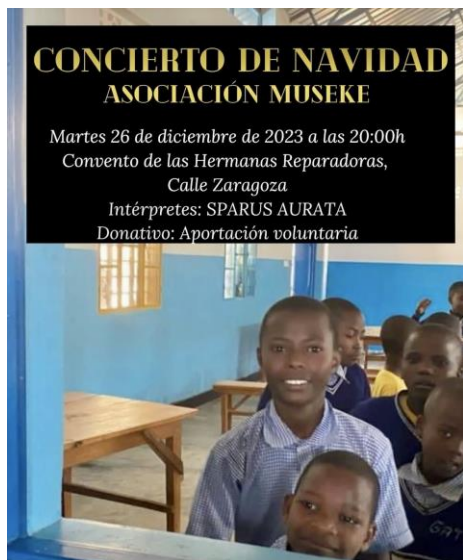 CONCIERTO DE NAVIDAD
ASOCIACIÓN MUSEKE
Martes 26 de diciembre de 2023 a las 20:00h
Convento de las Hermanas Reparadoras,
Calle Zaragoza
Intérpretes: SPARUS AURATA
Donativo: Aportación voluntaria